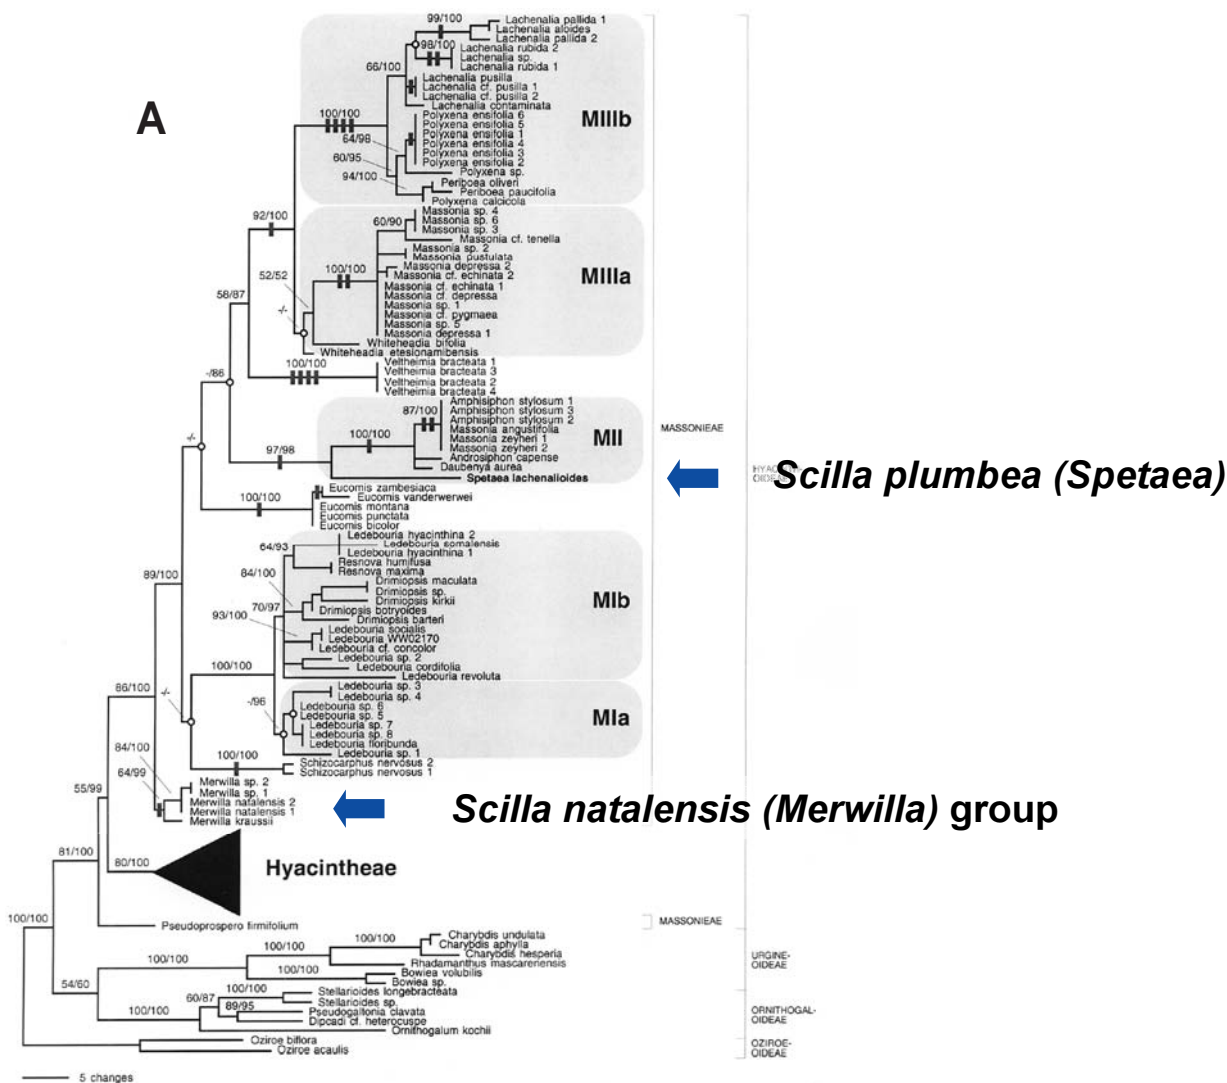 A
99/100
Lachenalia pallida 1
Lachenalia aloides
Lachenalia pallida 2
98/100
Lachenalia rubida 2
Lachenalia sp.
Lachenalia rubida 1
66/100
Lachenalia pusilla
Lachenalia cf. pusilla 1
Lachenalia cf. pusilla 2
Lachenalia contaminata
MIIIb
100/100
Polyxena ensifolia 6
Polyxena ensifolia 5
Polyxena ensifolia 1
Polyxena ensifolia 4
Polyxena ensifolia 3
Polyxena ensifolia 2
64/98
60/95
Polyxena sp.
94/100
Periboea oliveri
Periboea paucifolia
Polyxena calcicola
92/100
60/90
Massonia sp. 4
Massonia sp. 6
Massonia sp. 3
Massonia cf. tenella
Massonia sp. 2
Massonia pustulata
Massonia depressa 2
Massonia cf. echinata 2
MIIIa
100/100
52/52
Massonia cf. echinata 1
Massonia cf. depressa
Massonia sp. 1
Massonia cf. pygmaea
Massonia sp. 5
Massonia depressa 1
58/87
-/-
Whiteheadia bifolia
Whiteheadia etesionamibensis
100/100
Veltheimia bracteata 1
Veltheimia bracteata 3
Veltheimia bracteata 2
Veltheimia bracteata 4
-/86
87/100
Amphisiphon stylosum 1
Amphisiphon stylosum 3
Amphisiphon stylosum 2
Massonia angustifolia
Massonia zeyheri 1
Massonia zeyheri 2
MII
MASSONIEAE
100/100
-/-
97/98
Androsiphon capense
Daubenya aurea
Spetaea lachenalioides
Scilla plumbea (Spetaea)
OIDEAE
100/100
Eucomis zambesiaca
Eucomis vanderwerwei
Eucomis montana
Eucomis punctata
Eucomis bicolor
64/93
Ledebouria hyacinthina 2
Ledebouria somalensis
Ledebouria hyacinthina 1
Resnova humifusa
Resnova maxima
MIb
89/100
84/100
Drimiopsis maculata
Drimiopsis sp.
Drimiopsis kirkii
70/97
Drimiopsis botryoides
Drimiopsis barteri
93/100
Ledebouria socialis
Ledebouria WW02170
Ledebouria cf. concolor
Ledebouria sp. 2
Ledebouria cordifolia
Ledebouria revoluta
100/100
86/100
-/-
-/96
Ledebouria sp. 3
Ledebouria sp. 4
Ledebouria sp. 6
Ledebouria sp. 5
Ledebouria sp. 7
Ledebouria sp. 8
Ledebouria floribunda
Ledebouria sp. 1
MIa
84/100
100/100
Schizocarphus nervosus 2
Schizocarphus nervosus 1
64/99
55/99
Merwilla sp. 2
Merwilla sp. 1
Merwilla natalensis 2
Merwilla natalensis 1
Merwilla kraussii
Scilla natalensis (Merwilla) group
81/100
80/100
Hyacintheae
100/100
Pseudoprospero firmifolium
MASSONIEAE
100/100
Charybdis undulata
Charybdis aphylla
Charybdis hesperia
100/100
100/100
Rhadamanthus mascarenensis
100/100
Bowiea volubilis
Bowiea sp.
URGINE-
OIDEAE
54/60
100/100
Stellarioides longebracteata
Stellarioides sp.
60/87
89/95
Pseudogaltonia clavata
Dipcadi cf. heterocuspe
100/100
Ornithogalum kochii
ORNITHOGAL-
OIDEAE
Oziroe biflora
Oziroe acaulis
OZIROE-
OIDEAE
5 changes